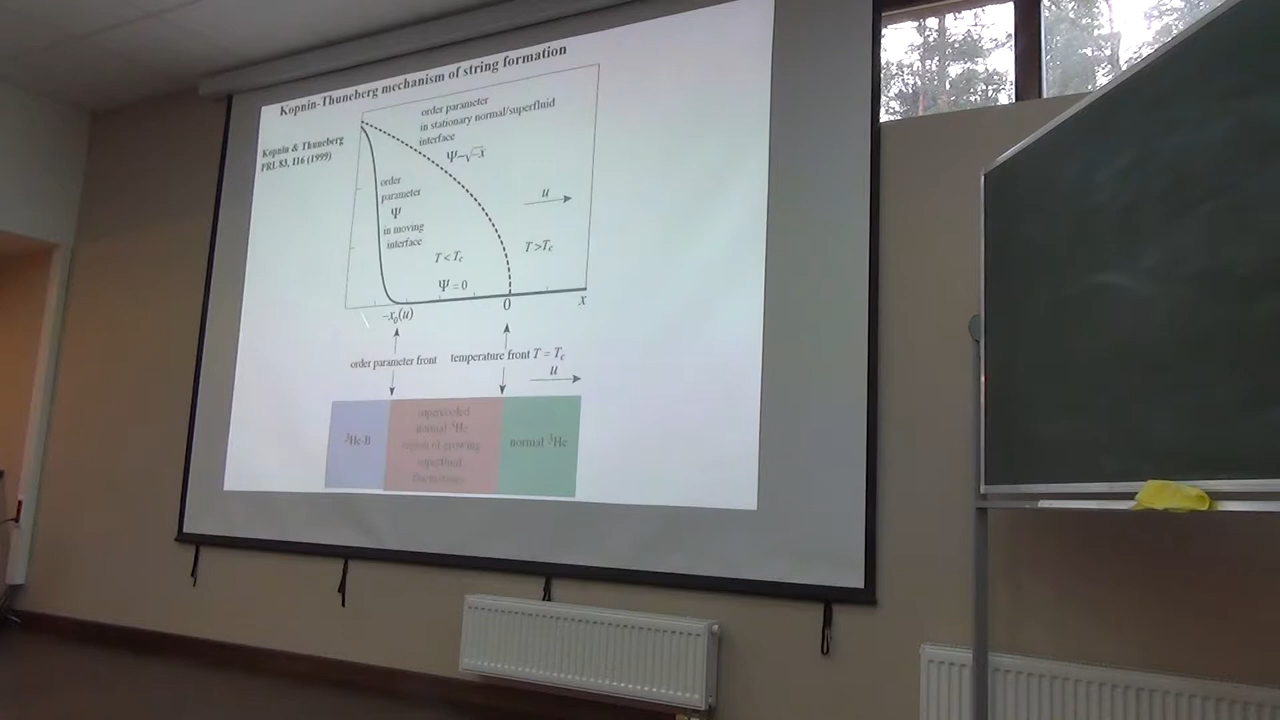 Kopnin-Thuneberg mechanism of string formation
Kopnin & Thuneberg
PRL 83, 116 (1999)
order parameter
in stationary normal/superfluid
interface
Ψ~√-x
order
parameter
Ψ
in moving
interface
u
T < Tc
T > Tc
Ψ = 0
-x₀(u)
0
x
order parameter front
temperature front T = Tc
u
³He-B
supercooled
normal ³He
region of growing
superfluid
fluctuations
normal ³He